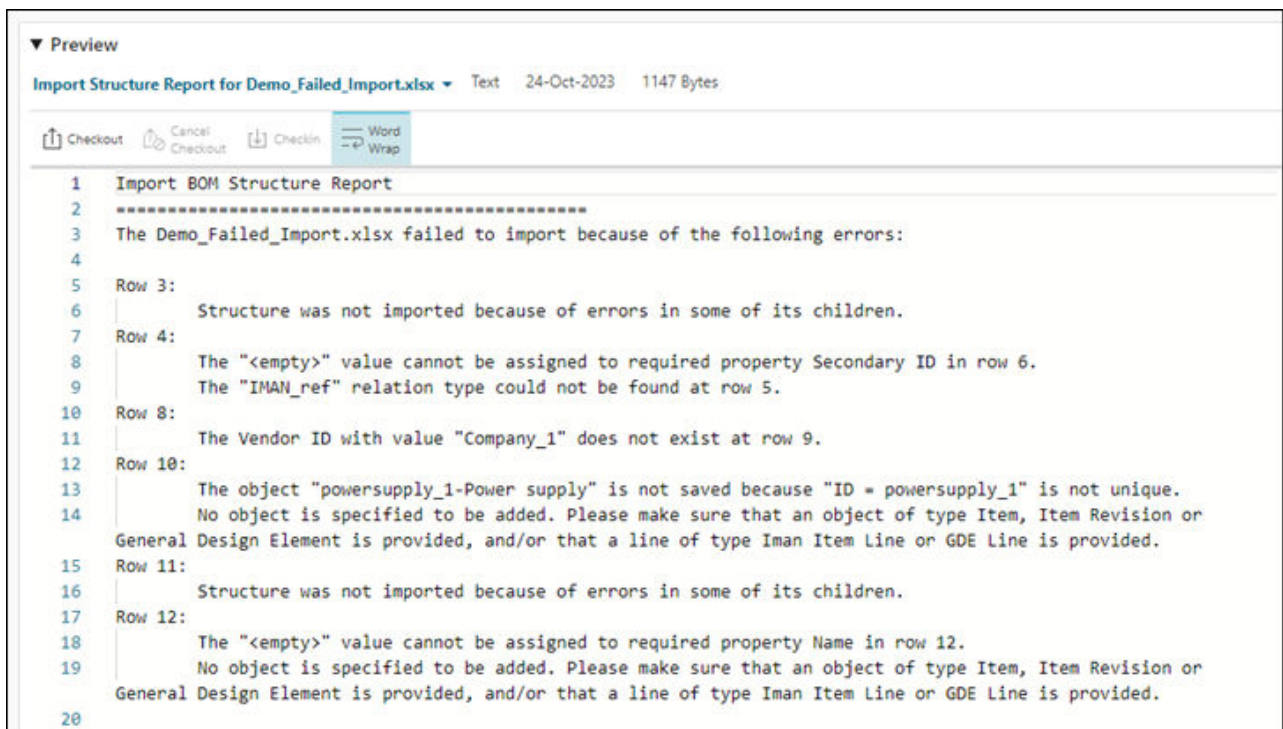 ▼ Preview
Import Structure Report for Demo_Failed_Import.xlsx Text 24-Oct-2023 1147 Bytes
Checkout Cancel Checkout Checkin Word Wrap
1 Import BOM Structure Report
2 ==============================================
3 The Demo_Failed_Import.xlsx failed to import because of the following errors:
4
5 Row 3:
6 Structure was not imported because of errors in some of its children.
7 Row 4:
8 The "<empty>" value cannot be assigned to required property Secondary ID in row 6.
9 The "IMAN_ref" relation type could not be found at row 5.
10 Row 8:
11 The Vendor ID with value "Company_1" does not exist at row 9.
12 Row 10:
13 The object "powersupply_1-Power supply" is not saved because "ID = powersupply_1" is not unique.
14 No object is specified to be added. Please make sure that an object of type Item, Item Revision or
General Design Element is provided, and/or that a line of type Iman Item Line or GDE Line is provided.
15 Row 11:
16 Structure was not imported because of errors in some of its children.
17 Row 12:
18 The "<empty>" value cannot be assigned to required property Name in row 12.
19 No object is specified to be added. Please make sure that an object of type Item, Item Revision or
General Design Element is provided, and/or that a line of type Iman Item Line or GDE Line is provided.
20